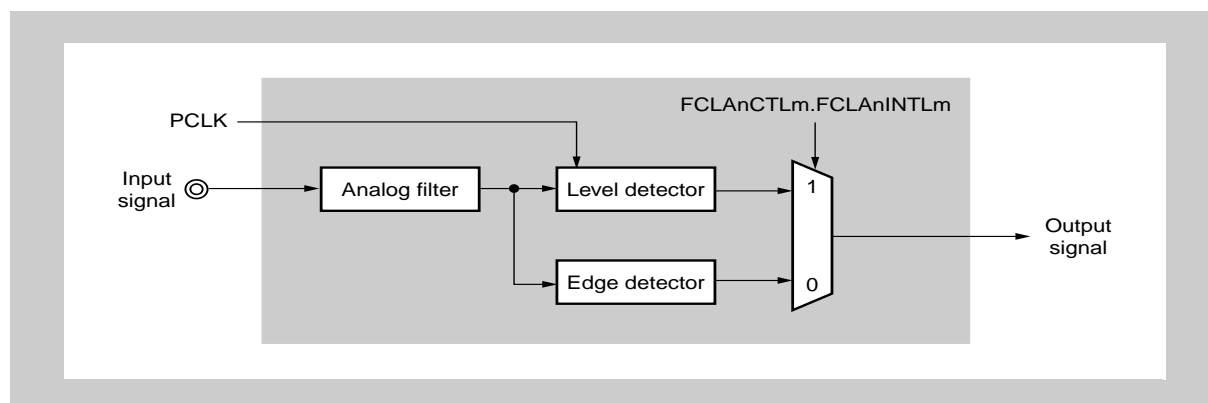 FCLAnCTLm.FCLAnINTLm
PCLK
Input
signal
Analog filter
Level detector
1
Output
signal
Edge detector
0